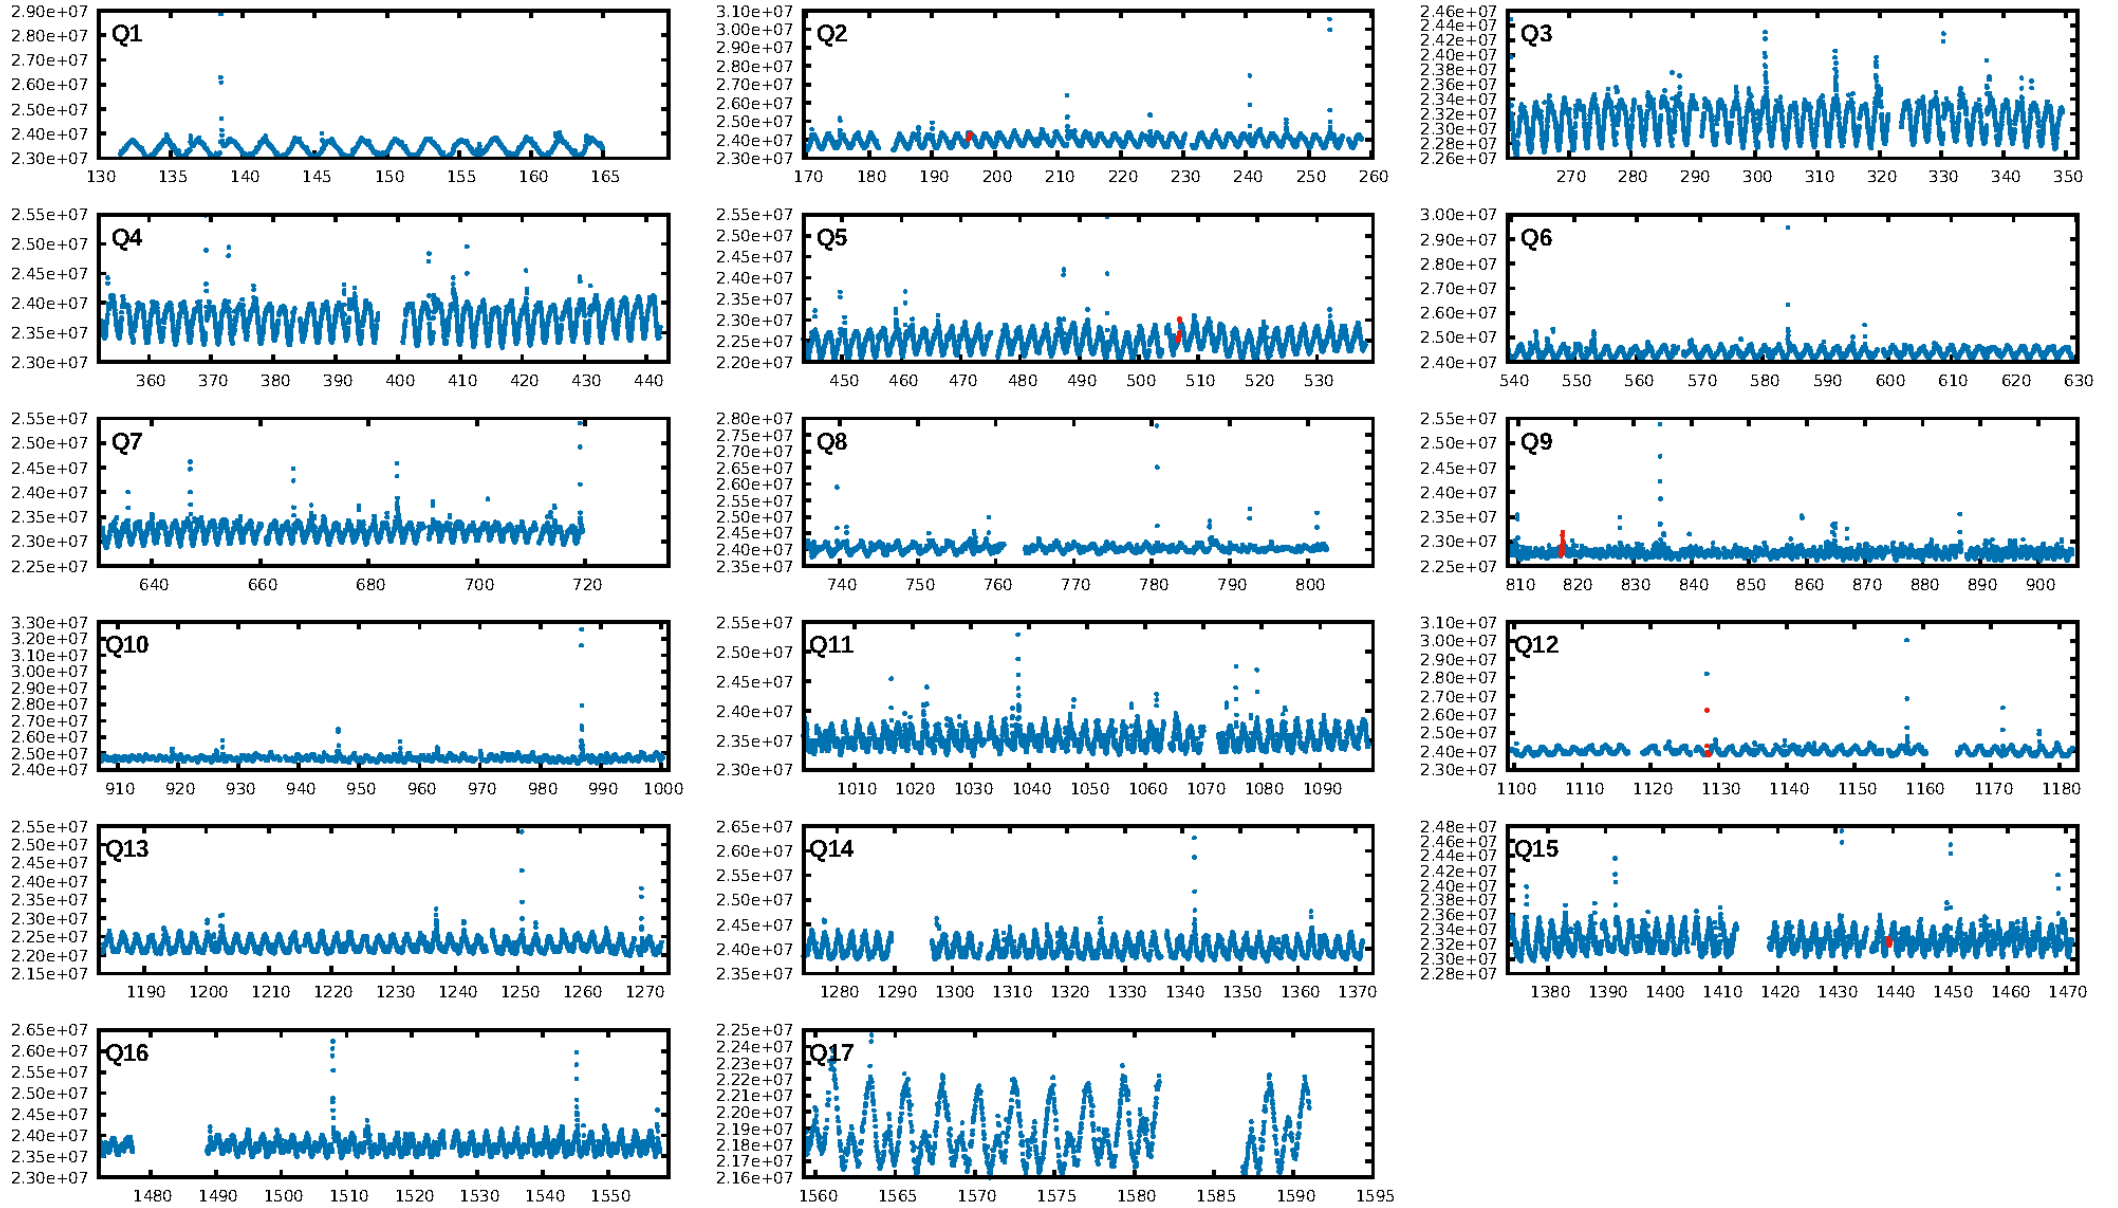 Q1
2.90e+07
2.80e+07
2.70e+07
2.60e+07
2.50e+07
2.40e+07
2.30e+07
130 135 140 145 150 155 160 165
Q2
3.10e+07
3.00e+07
2.90e+07
2.80e+07
2.70e+07
2.60e+07
2.50e+07
2.40e+07
2.30e+07
170 180 190 200 210 220 230 240 250 260
Q3
2.46e+07
2.44e+07
2.42e+07
2.40e+07
2.38e+07
2.36e+07
2.34e+07
2.32e+07
2.30e+07
2.28e+07
2.26e+07
270 280 290 300 310 320 330 340 350
Q4
2.55e+07
2.50e+07
2.45e+07
2.40e+07
2.35e+07
2.30e+07
360 370 380 390 400 410 420 430 440
Q5
2.55e+07
2.50e+07
2.45e+07
2.40e+07
2.35e+07
2.30e+07
2.25e+07
2.20e+07
450 460 470 480 490 500 510 520 530
Q6
3.00e+07
2.90e+07
2.80e+07
2.70e+07
2.60e+07
2.50e+07
2.40e+07
540 550 560 570 580 590 600 610 620 630
Q7
2.55e+07
2.50e+07
2.45e+07
2.40e+07
2.35e+07
2.30e+07
2.25e+07
640 660 680 700 720
Q8
2.80e+07
2.75e+07
2.70e+07
2.65e+07
2.60e+07
2.55e+07
2.50e+07
2.45e+07
2.40e+07
2.35e+07
740 750 760 770 780 790 800
Q9
2.55e+07
2.50e+07
2.45e+07
2.40e+07
2.35e+07
2.30e+07
2.25e+07
810 820 830 840 850 860 870 880 890 900
Q10
3.30e+07
3.20e+07
3.10e+07
3.00e+07
2.90e+07
2.80e+07
2.70e+07
2.60e+07
2.50e+07
2.40e+07
910 920 930 940 950 960 970 980 990 1000
Q11
2.55e+07
2.50e+07
2.45e+07
2.40e+07
2.35e+07
2.30e+07
1010 1020 1030 1040 1050 1060 1070 1080 1090
Q12
3.10e+07
3.00e+07
2.90e+07
2.80e+07
2.70e+07
2.60e+07
2.50e+07
2.40e+07
2.30e+07
1100 1110 1120 1130 1140 1150 1160 1170 1180
Q13
2.55e+07
2.50e+07
2.45e+07
2.40e+07
2.35e+07
2.30e+07
2.25e+07
2.20e+07
2.15e+07
1190 1200 1210 1220 1230 1240 1250 1260 1270
Q14
2.65e+07
2.60e+07
2.55e+07
2.50e+07
2.45e+07
2.40e+07
2.35e+07
1280 1290 1300 1310 1320 1330 1340 1350 1360 1370
Q15
2.48e+07
2.46e+07
2.44e+07
2.42e+07
2.40e+07
2.38e+07
2.36e+07
2.34e+07
2.32e+07
2.30e+07
2.28e+07
1380 1390 1400 1410 1420 1430 1440 1450 1460 1470
Q16
2.65e+07
2.60e+07
2.55e+07
2.50e+07
2.45e+07
2.40e+07
2.35e+07
2.30e+07
1480 1490 1500 1510 1520 1530 1540 1550
Q17
2.25e+07
2.24e+07
2.23e+07
2.22e+07
2.21e+07
2.20e+07
2.19e+07
2.18e+07
2.17e+07
2.16e+07
1560 1565 1570 1575 1580 1585 1590 1595